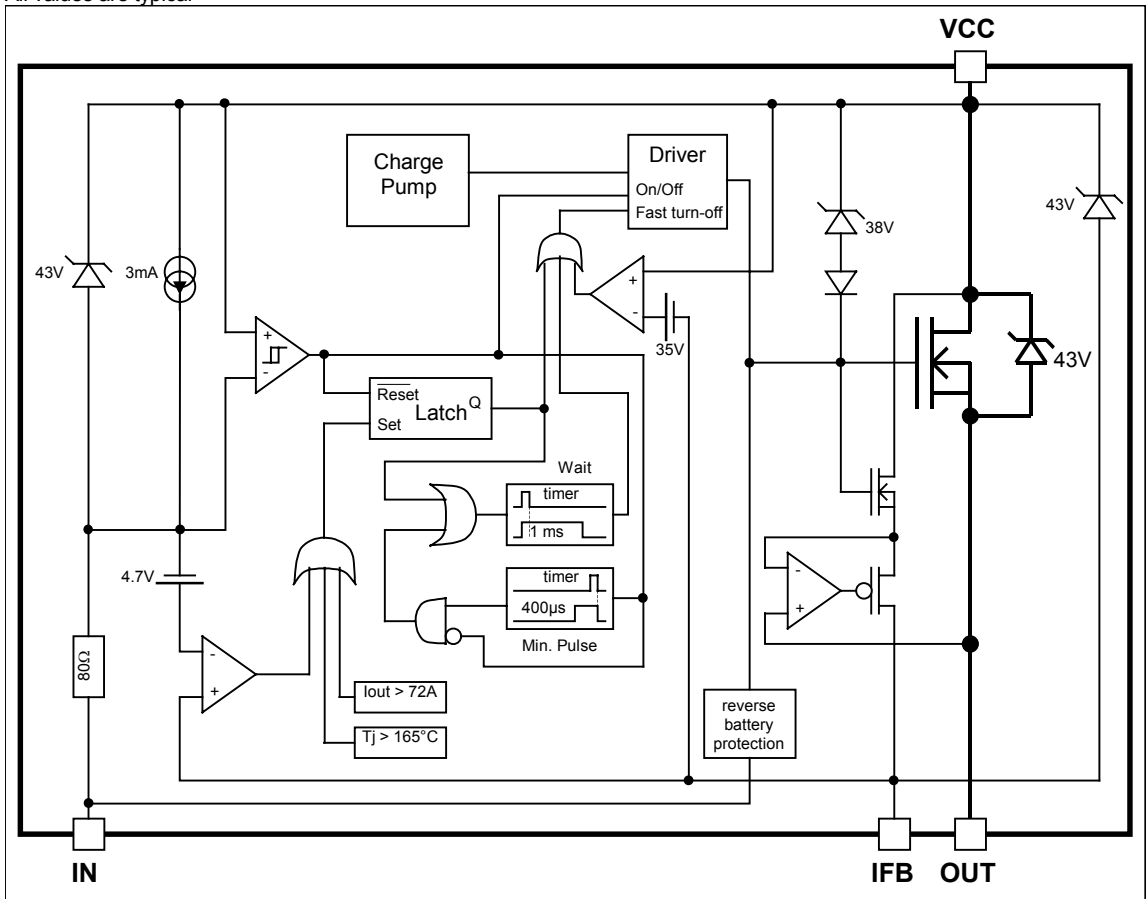 All values are typical
VCC
Charge
Pump
Driver
On/Off
Fast turn-off
43V
3mA
38V
43V
+
-
35V
+
-
43V
Reset
Latch
Q
Set
Wait
timer
1 ms
4.7V
timer
400µs
Min. Pulse
-
+
80Ω
-
+
Iout > 72A
Tj > 165°C
reverse
battery
protection
IN
IFB
OUT